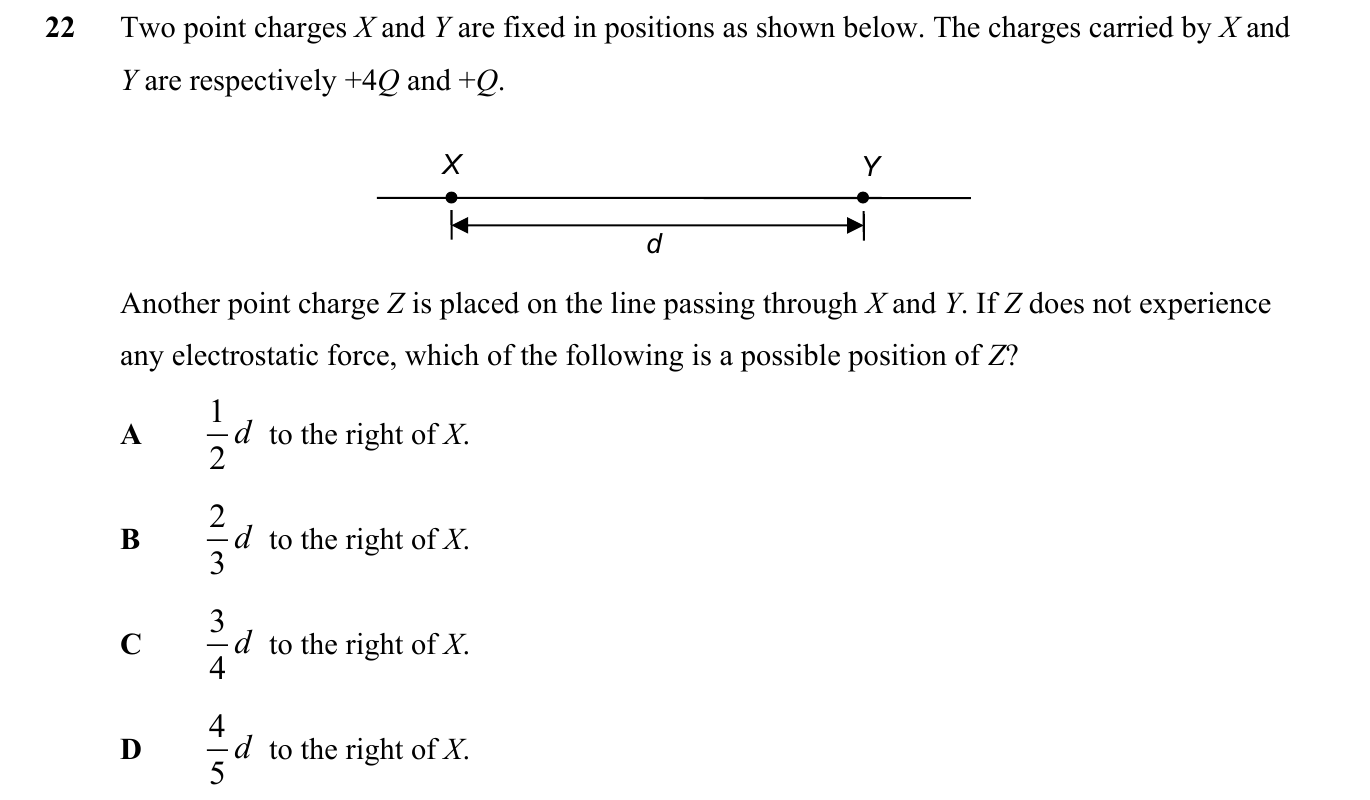 22 Two point charges X and Y are fixed in positions as shown below. The charges carried by X and
Y are respectively +4Q and +Q.
X Y
d
Another point charge Z is placed on the line passing through X and Y. If Z does not experience
any electrostatic force, which of the following is a possible position of Z?
A 1/2 d to the right of X.
B 2/3 d to the right of X.
C 3/4 d to the right of X.
D 4/5 d to the right of X.